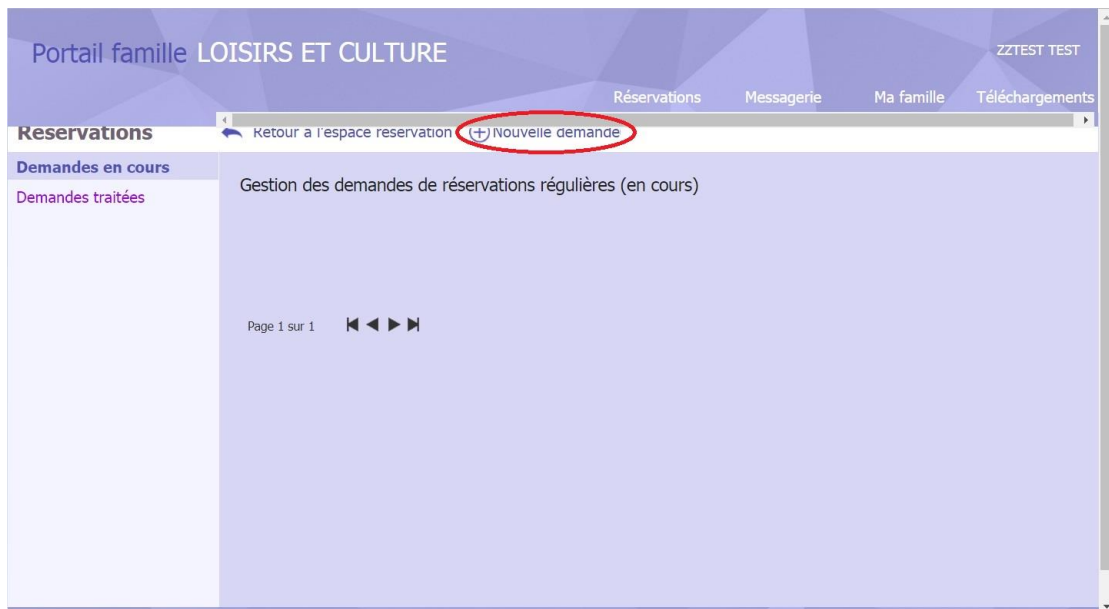 Portail famille LOISIRS ET CULTURE
ZZTEST TEST
Réservations Messagerie Ma famille Téléchargements
Réservations
Retour à l'espace réservation Nouvelle demande
Demandes en cours
Demandes traitées
Gestion des demandes de réservations régulières (en cours)
Page 1 sur 1